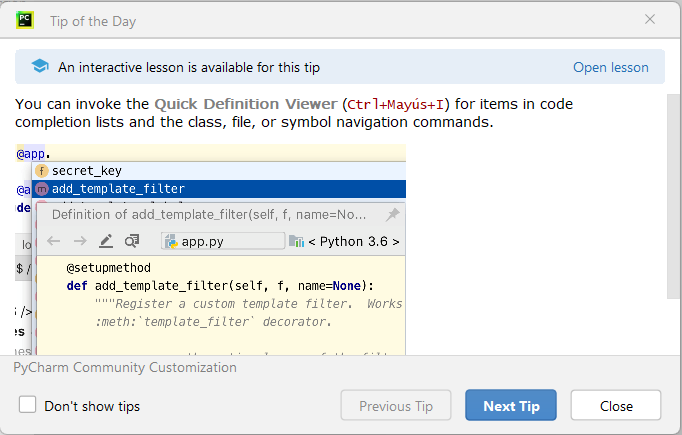 PC
Tip of the Day
An interactive lesson is available for this tip
Open lesson
You can invoke the Quick Definition Viewer (Ctrl+Mayús+I) for items in code
completion lists and the class, file, or symbol navigation commands.
@app.
f secret_key
@a m add_template_filter
de
Definition of add_template_filter(self, f, name=No...
lo
app.py < Python 3.6 >
$ /
@setupmethod
def add_template_filter(self, f, name=None):
"""Register a custom template filter. Works
:meth:`template_filter` decorator.
PyCharm Community Customization
Don't show tips
Previous Tip
Next Tip
Close